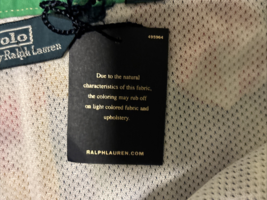 Polo
by Ralph Lauren
Due to the natural
characteristics of this fabric,
the coloring may rub off
on light colored fabric and
upholstery.
RALPHLAUREN.COM